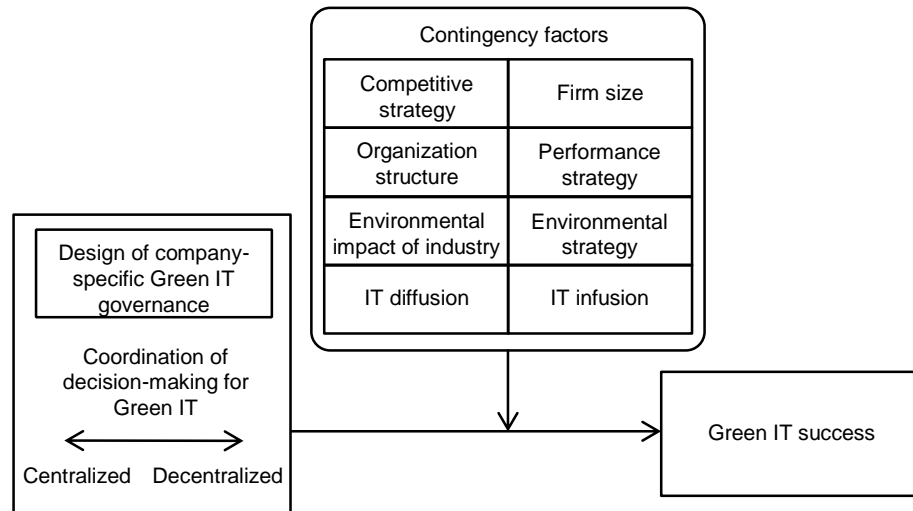 Contingency factors
Competitive
strategy
Firm size
Organization
structure
Performance
strategy
Environmental
impact of industry
Environmental
strategy
IT diffusion
IT infusion
Design of company-
specific Green IT
governance
Coordination of
decision-making for
Green IT
Centralized
Decentralized
Green IT success